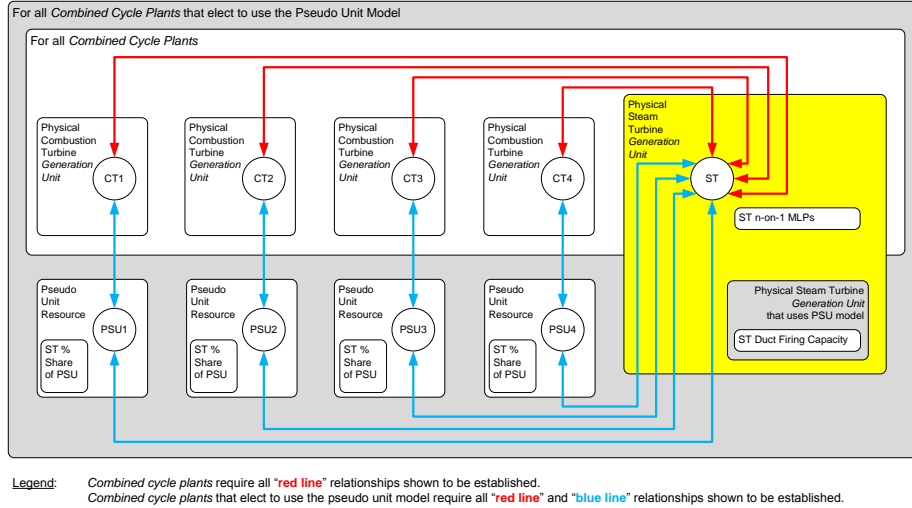 For all Combined Cycle Plants that elect to use the Pseudo Unit Model
For all Combined Cycle Plants
Physical
Combustion
Turbine
Generation
Unit
CT1
Physical
Combustion
Turbine
Generation
Unit
CT2
Physical
Combustion
Turbine
Generation
Unit
CT3
Physical
Combustion
Turbine
Generation
Unit
CT4
Physical
Steam
Turbine
Generation
Unit
ST
ST n-on-1 MLPs
Pseudo
Unit
Resource
PSU1
ST %
Share
of PSU
Pseudo
Unit
Resource
PSU2
ST %
Share
of PSU
Pseudo
Unit
Resource
PSU3
ST %
Share
of PSU
Pseudo
Unit
Resource
PSU4
ST %
Share
of PSU
Physical Steam Turbine
Generation Unit
that uses PSU model
ST Duct Firing Capacity
Legend: Combined cycle plants require all “red line” relationships shown to be established.
Combined cycle plants that elect to use the pseudo unit model require all “red line” and “blue line” relationships shown to be established.